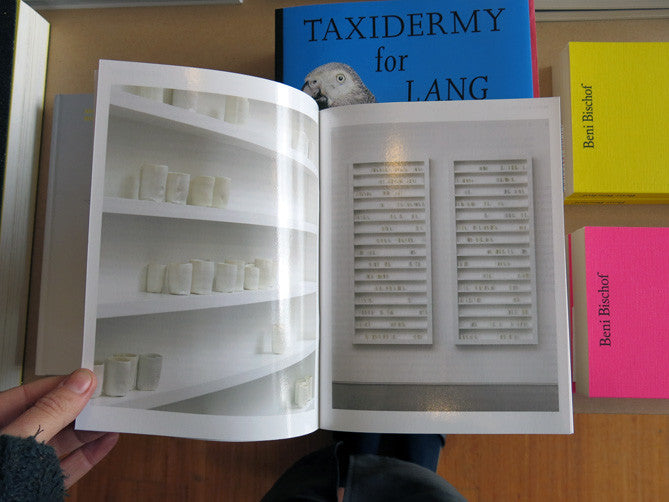 TAXIDERMY
for
LANG
Beni Bischof
Beni Bischof